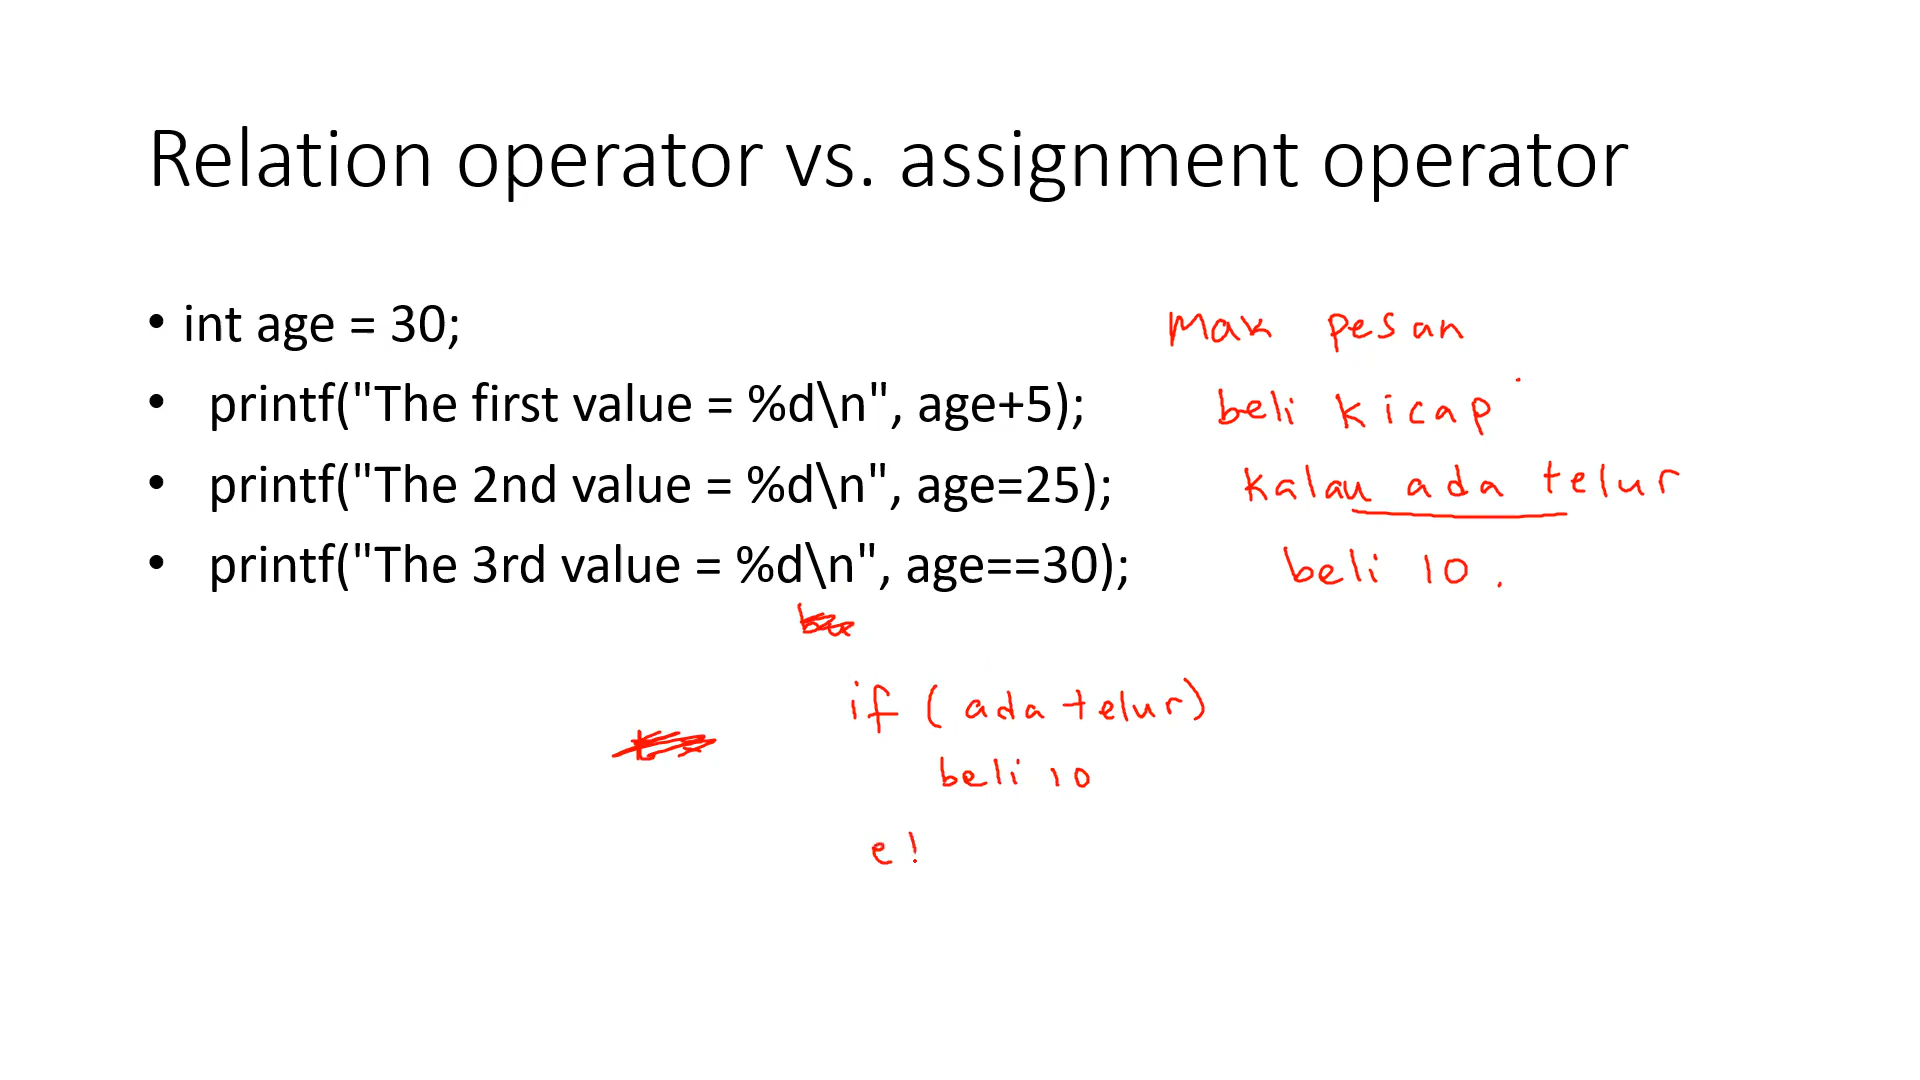 Relation operator vs. assignment operator
• int age = 30;
• printf("The first value = %d\n", age+5);
• printf("The 2nd value = %d\n", age=25);
• printf("The 3rd value = %d\n", age==30);
Mak pesan
beli kicap
kalau ada telur
beli 10.
if (ada telur)
beli 10
el